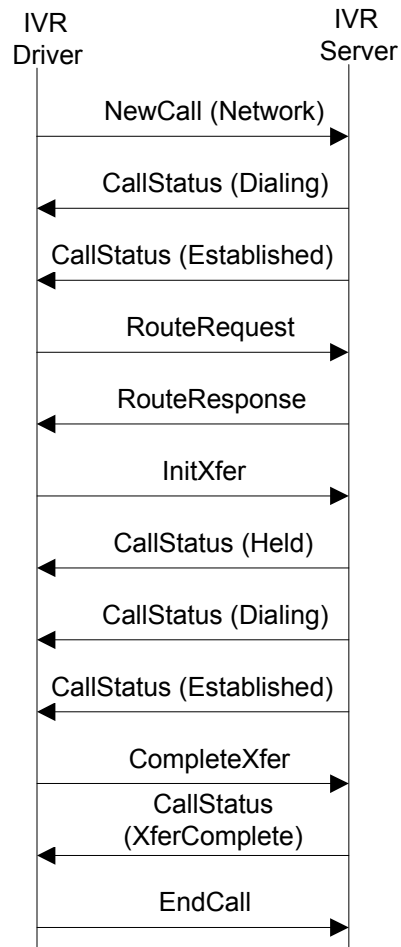 IVR
Driver
IVR
Server
NewCall (Network)
CallStatus (Dialing)
CallStatus (Established)
RouteRequest
RouteResponse
InitXfer
CallStatus (Held)
CallStatus (Dialing)
CallStatus (Established)
CompleteXfer
CallStatus
(XferComplete)
EndCall